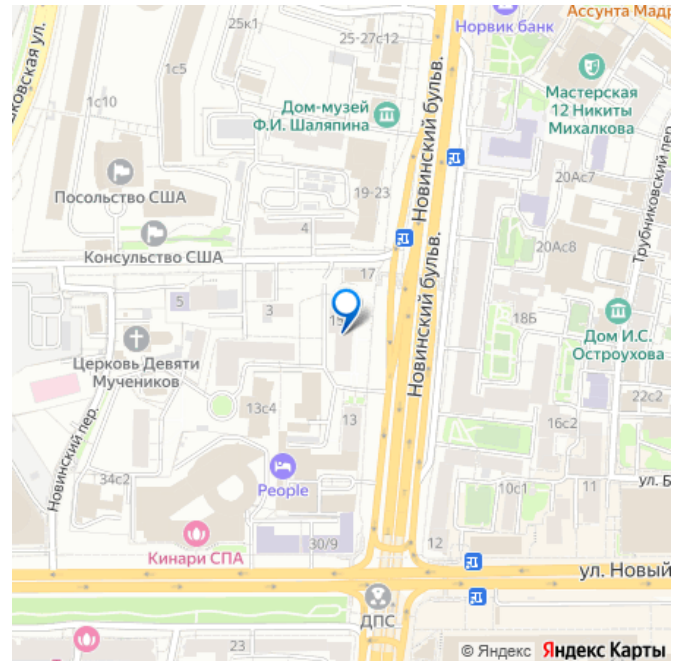 25к1
25-27с12
Норвик банк
Ассунта Мадр
1с5
1с10
ковская ул.
Дом-музей
Ф.И. Шаляпина
Новинский бульв.
Мастерская
12 Никиты
Михалкова
Посольство США
19-23
20Ас7
Трубниковский пер.
4
Консульство США
20Ас8
17
Новинский бульв.
5
3
18Б
Дом И.С.
Остроухова
Церковь Девяти
Мучеников
22с2
13с4
13
16с2
Новинский пер.
34с2
People
10с1
11
ул. Б
Кинари СПА
30/9
12
ул. Новый
ДПС
23
© Яндекс Яндекс Карты